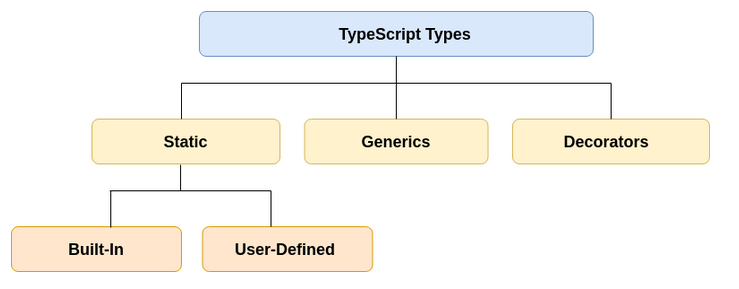 TypeScript Types
Static
Generics
Decorators
Built-In
User-Defined